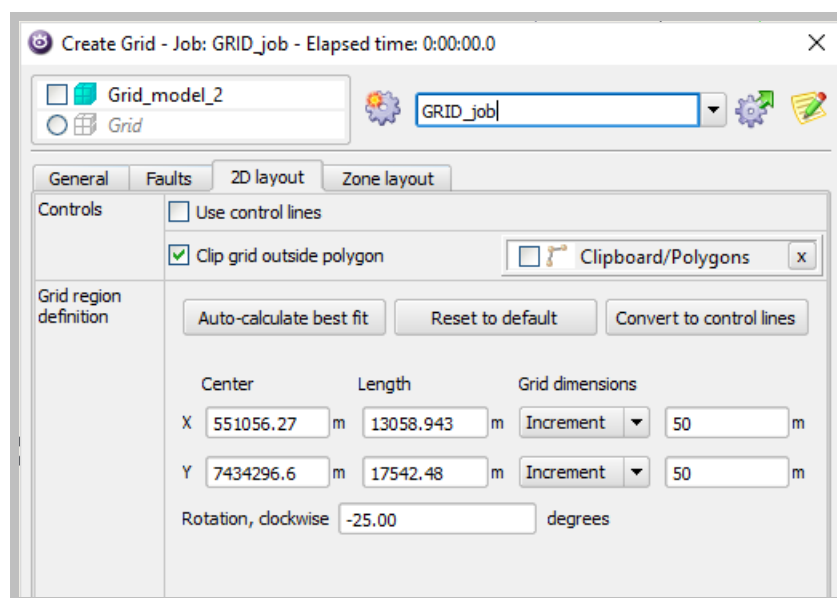 Create Grid - Job: GRID_job - Elapsed time: 0:00:00.0
Grid_model_2
Grid
GRID_job
General Faults 2D layout Zone layout
Controls Use control lines
Clip grid outside polygon Clipboard/Polygons x
Grid region definition
Auto-calculate best fit Reset to default Convert to control lines
Center Length Grid dimensions
X 551056.27 m 13058.943 m Increment 50 m
Y 7434296.6 m 17542.48 m Increment 50 m
Rotation, clockwise -25.00 degrees